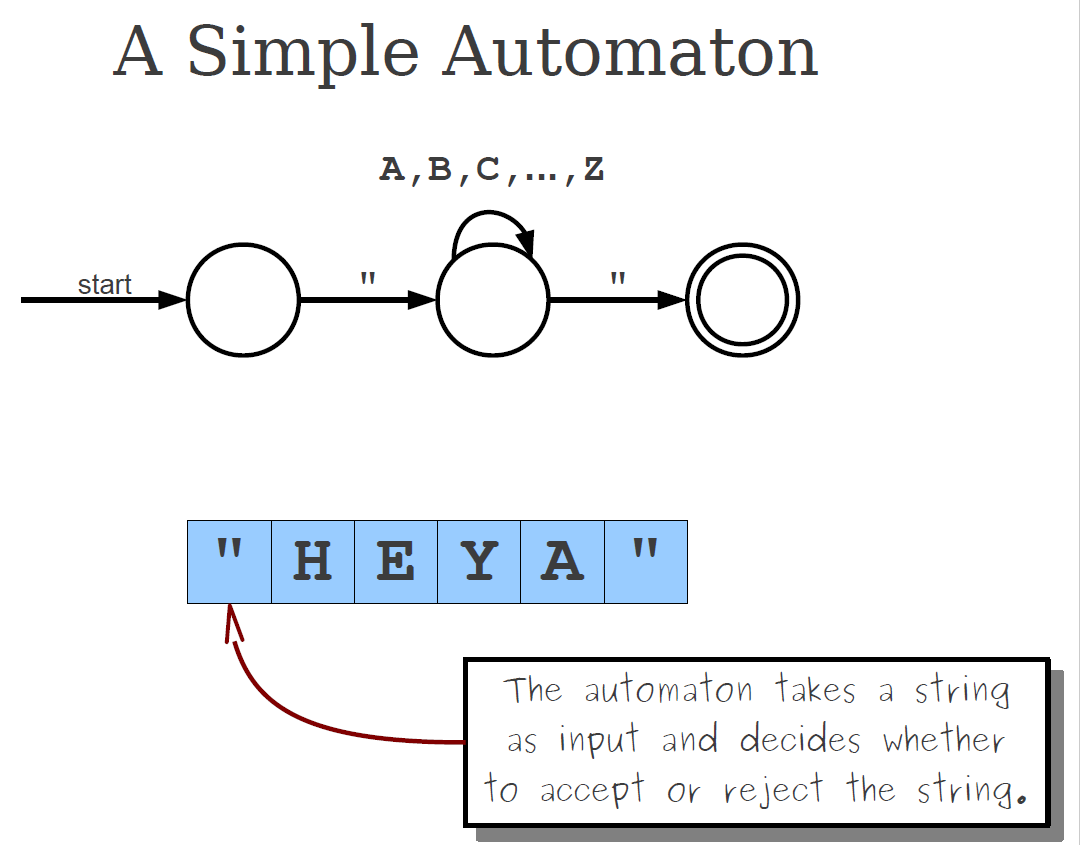 A Simple Automaton
A,B,C,…,Z
start
"
"
" H E Y A "
The automaton takes a string
as input and decides whether
to accept or reject the string.